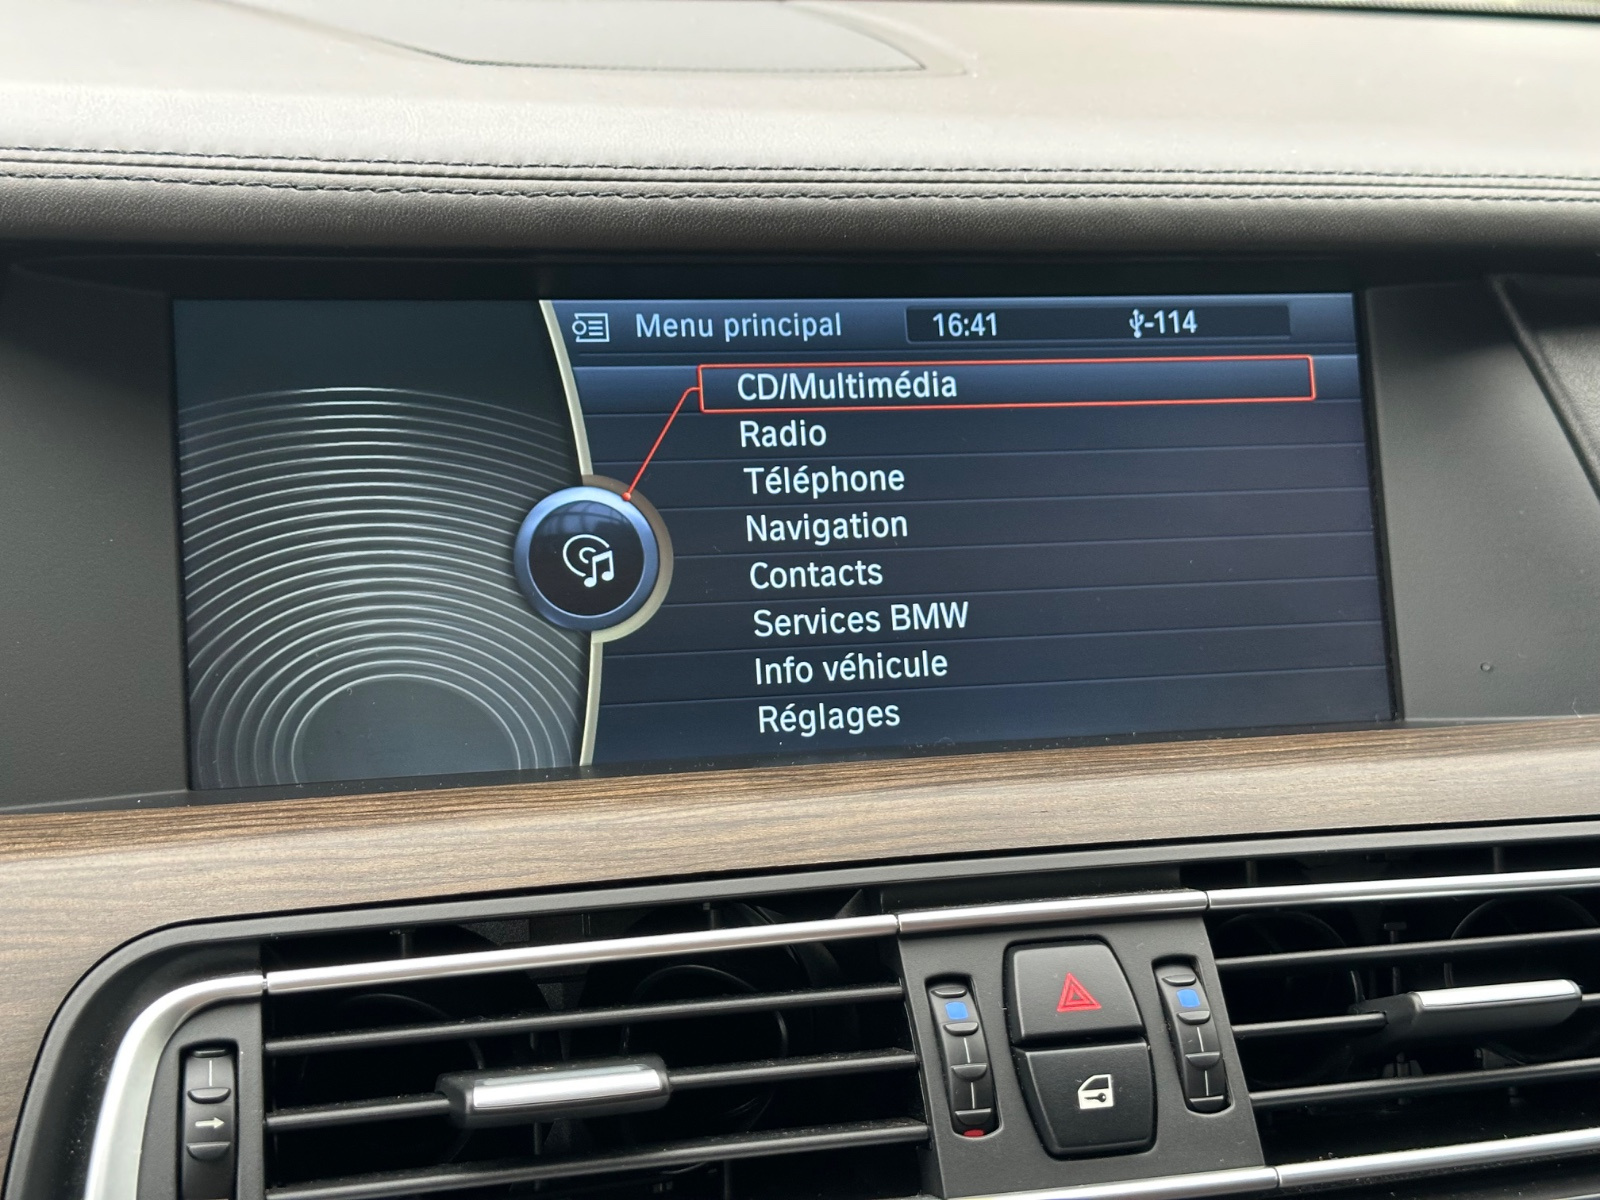 Menu principal 16:41 -114
CD/Multimédia
Radio
Téléphone
Navigation
Contacts
Services BMW
Info véhicule
Réglages